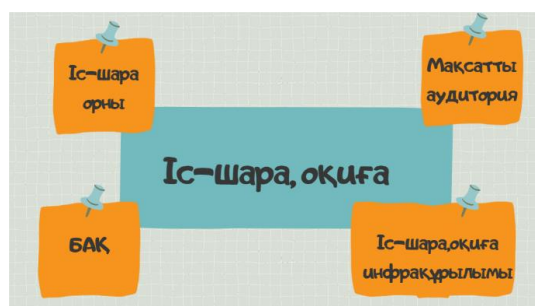 Іс-шара
орны
Мақсатты
аудитория
Іс-шара, оқиға
БАҚ
Іс-шара,оқиға
инфрақұрылымы